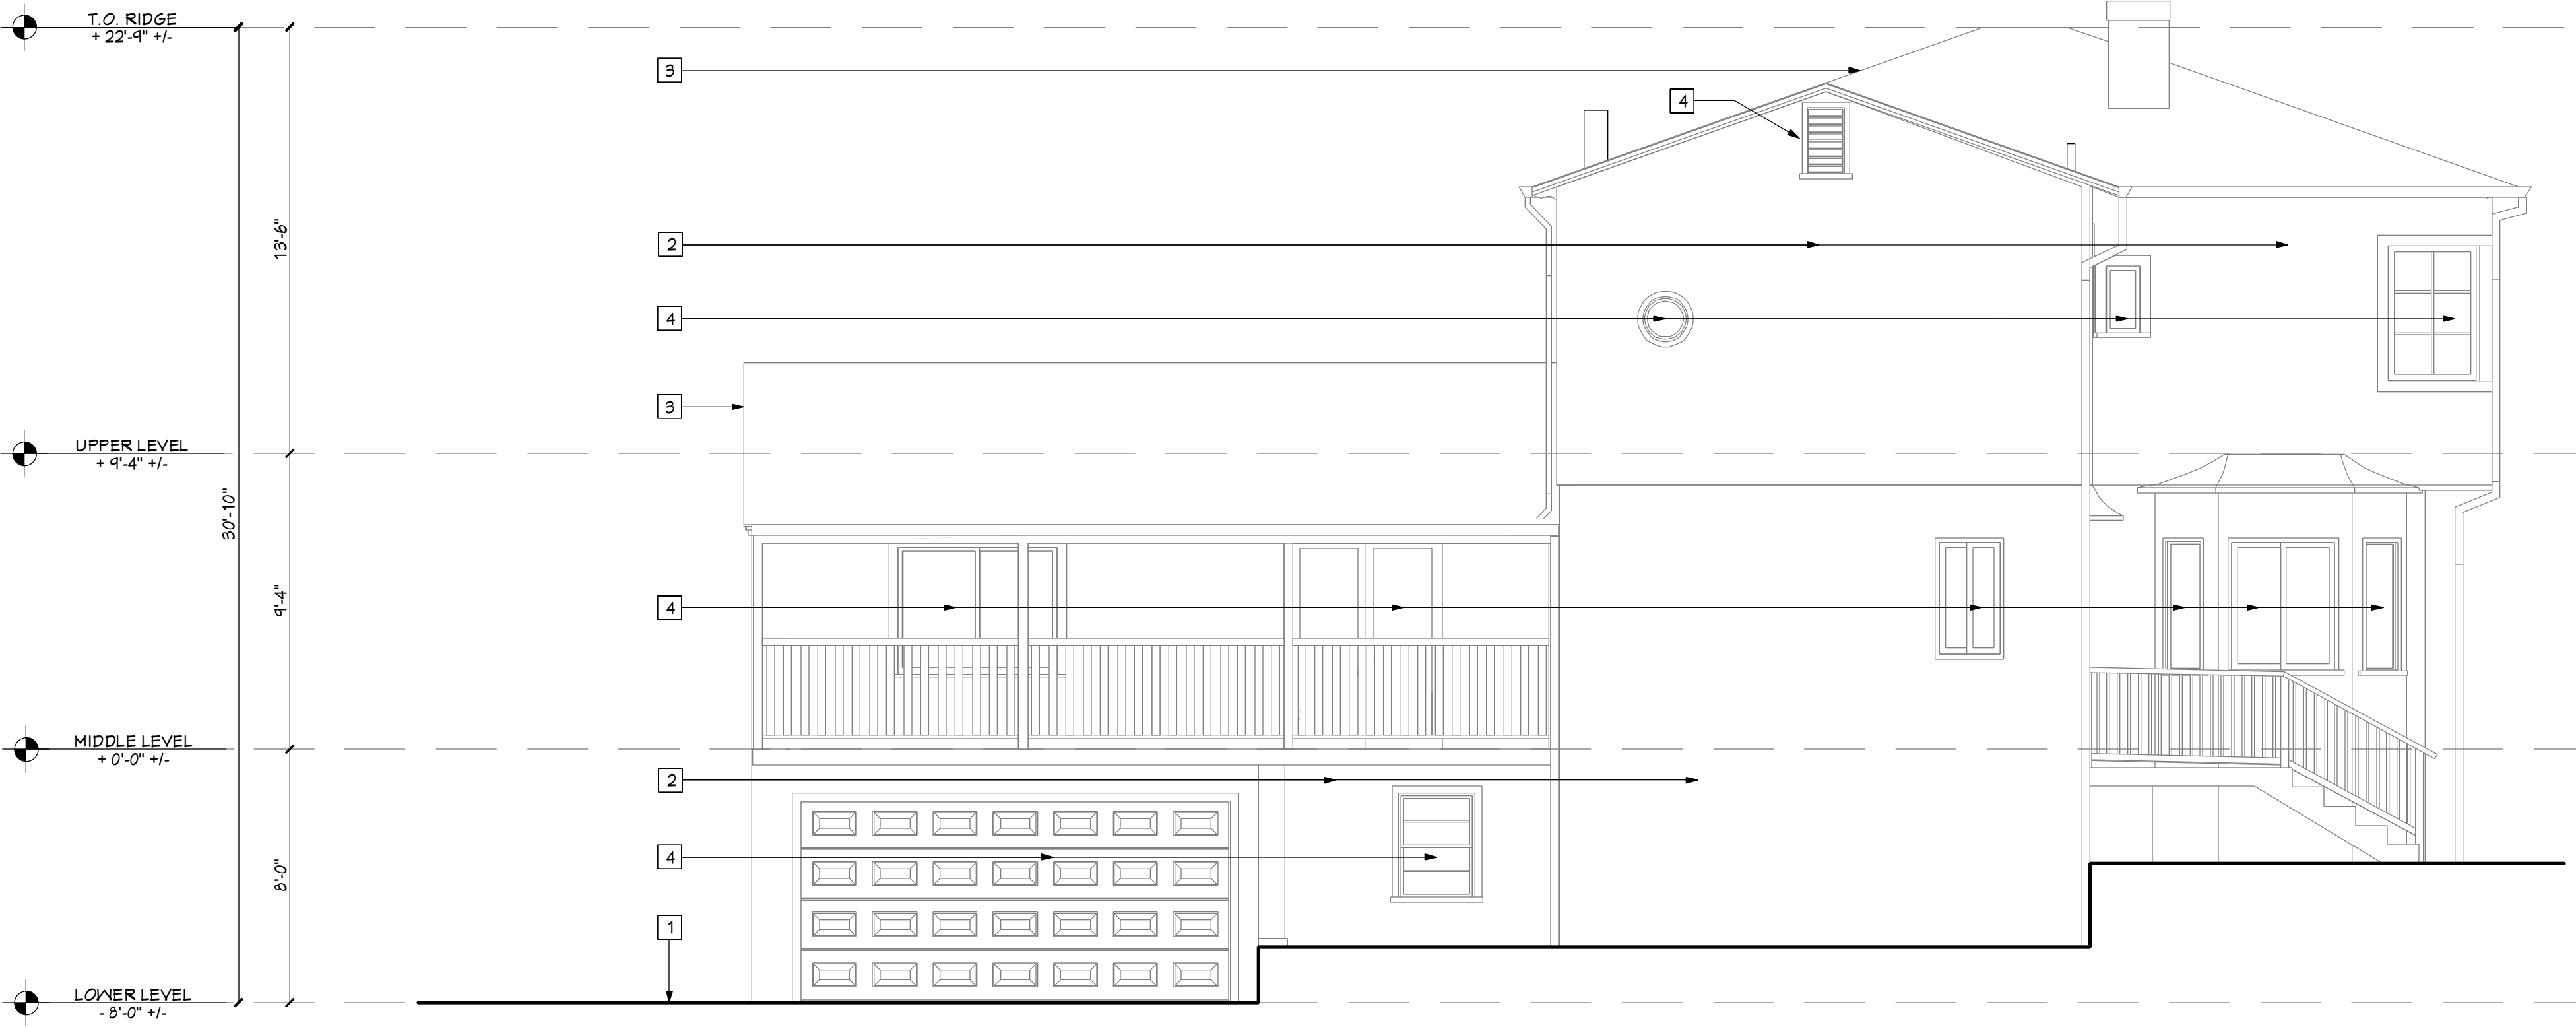 T.O. RIDGE
+ 22'-9" +/-
3
4
13'-6"
2
4
3
UPPER LEVEL
+ 9'-4" +/-
30'-10"
9'-4"
4
MIDDLE LEVEL
+ 0'-0" +/-
2
8'-0"
4
1
LOWER LEVEL
- 8'-0" +/-